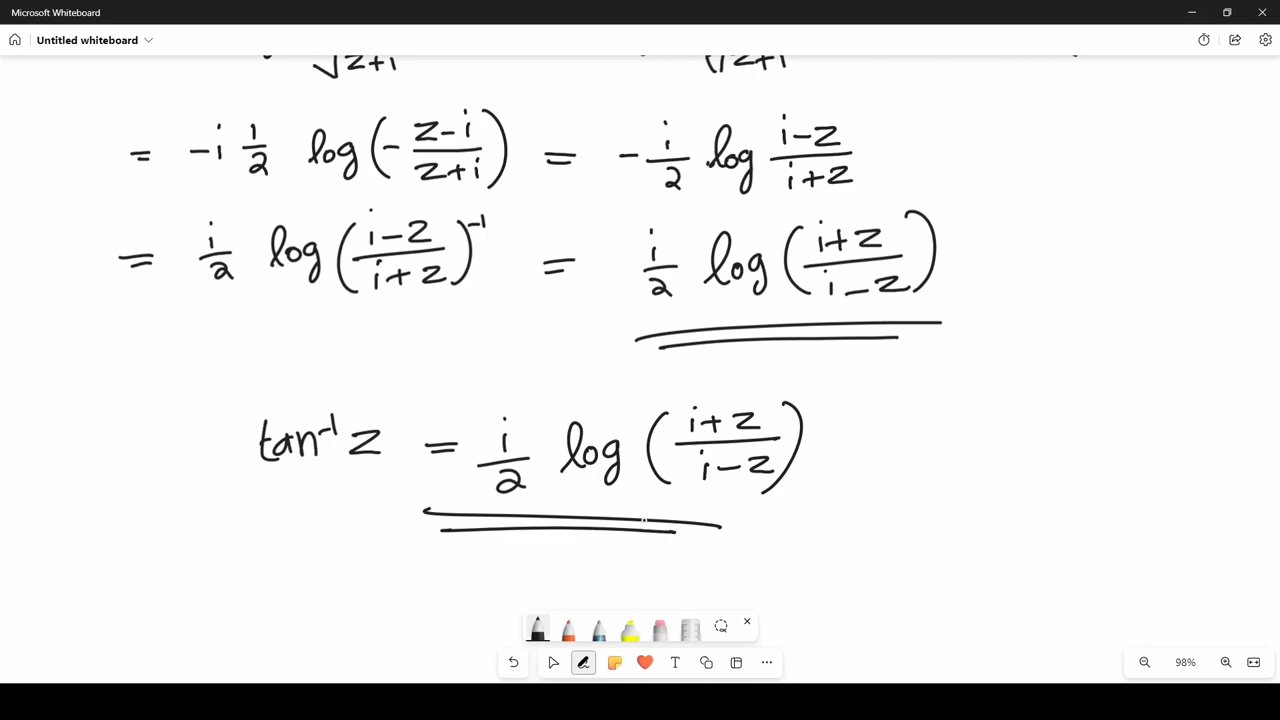 Microsoft Whiteboard
Untitled whiteboard
√z+i √z+i
= -i 1/2 log(- z-i/z+i) = - i/2 log i-z/i+z
= i/2 log(i-z/i+z)⁻¹ = i/2 log(i+z/i-z)
tan⁻¹ z = i/2 log(i+z/i-z)
98%